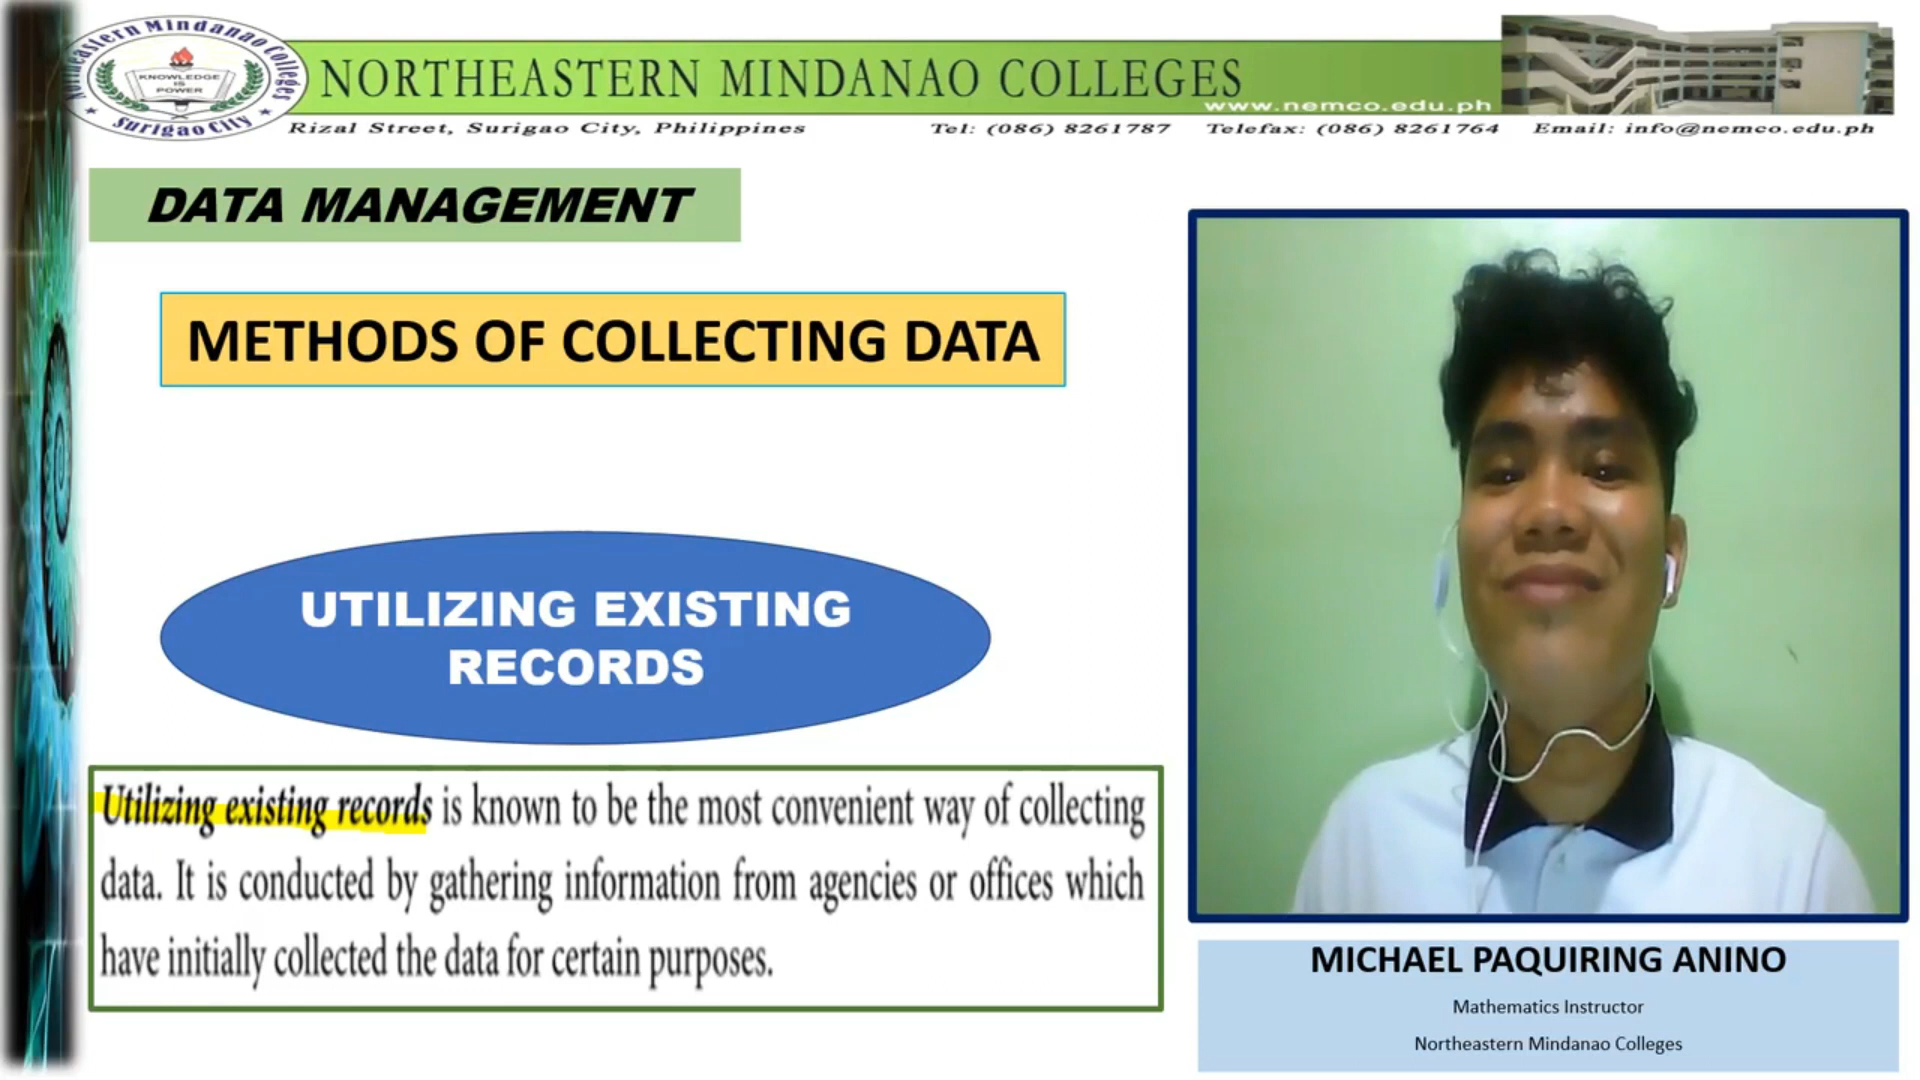 Northeastern Mindanao Colleges
KNOWLEDGE
IS
POWER
Surigao City
NORTHEASTERN MINDANAO COLLEGES
www.nemco.edu.ph
Rizal Street, Surigao City, Philippines Tel: (086) 8261787 Telefax: (086) 8261764 Email: info@nemco.edu.ph
DATA MANAGEMENT
METHODS OF COLLECTING DATA
UTILIZING EXISTING
RECORDS
Utilizing existing records is known to be the most convenient way of collecting
data. It is conducted by gathering information from agencies or offices which
have initially collected the data for certain purposes.
MICHAEL PAQUIRING ANINO
Mathematics Instructor
Northeastern Mindanao Colleges